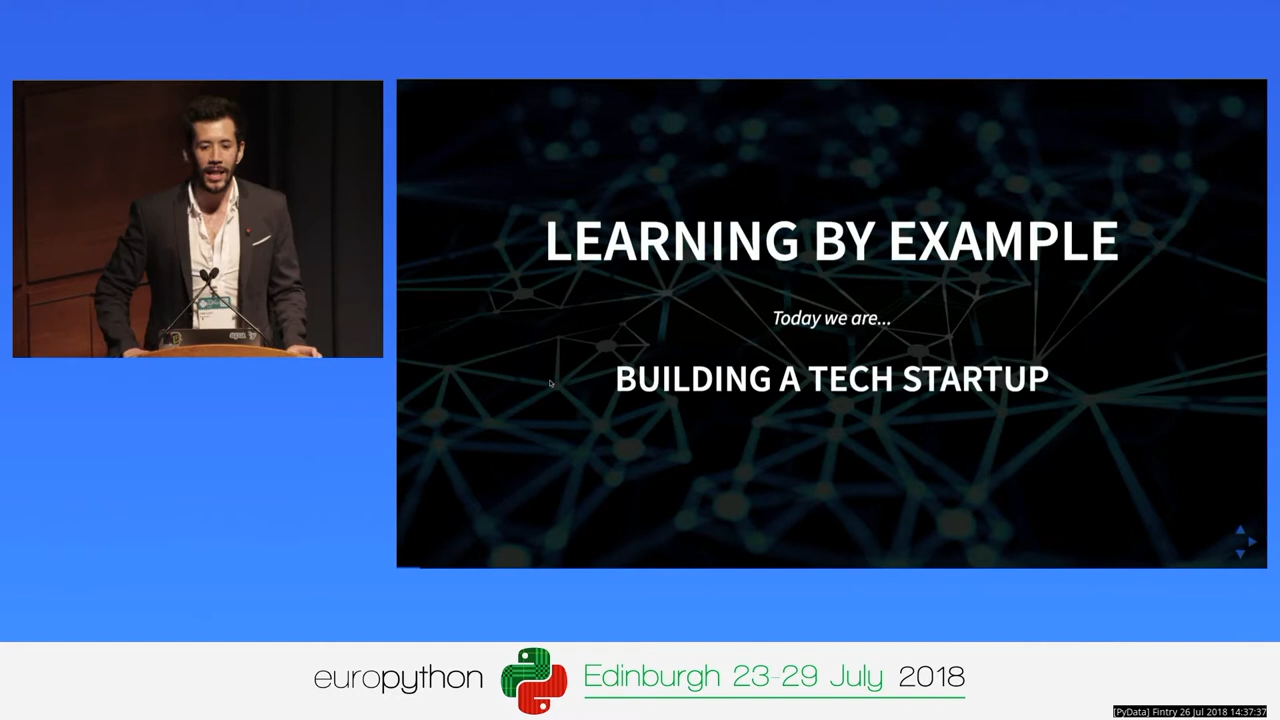 LEARNING BY EXAMPLE
Today we are...
BUILDING A TECH STARTUP
europython
Edinburgh 23-29 July 2018
[PyData] Fintry 26 Jul 2018 14:37:37